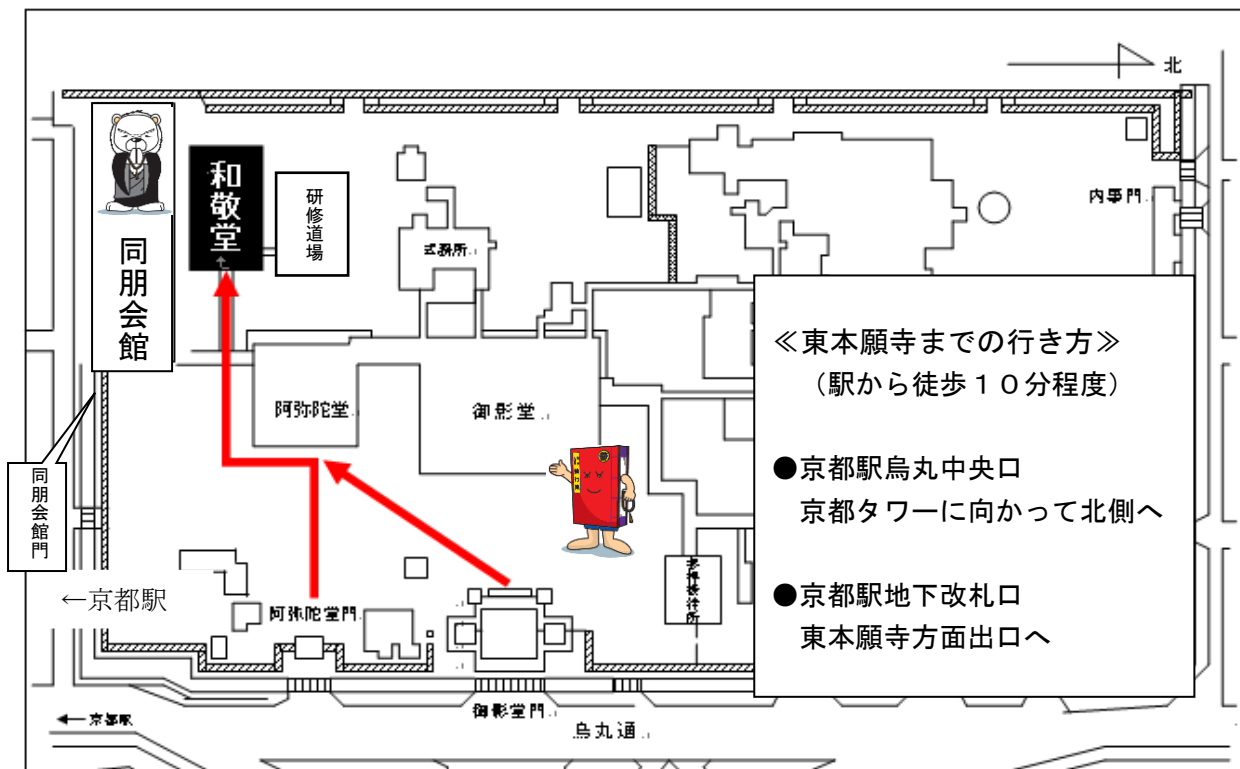 北
同朋会館
和敬堂
研修道場
式務所
内事門
阿弥陀堂
御影堂
同朋会館門
←京都駅
阿弥陀堂門
御影堂門
←京都駅
烏丸通
≪東本願寺までの行き方≫
（駅から徒歩１０分程度）
●京都駅烏丸中央口
京都タワーに向かって北側へ
●京都駅地下改札口
東本願寺方面出口へ